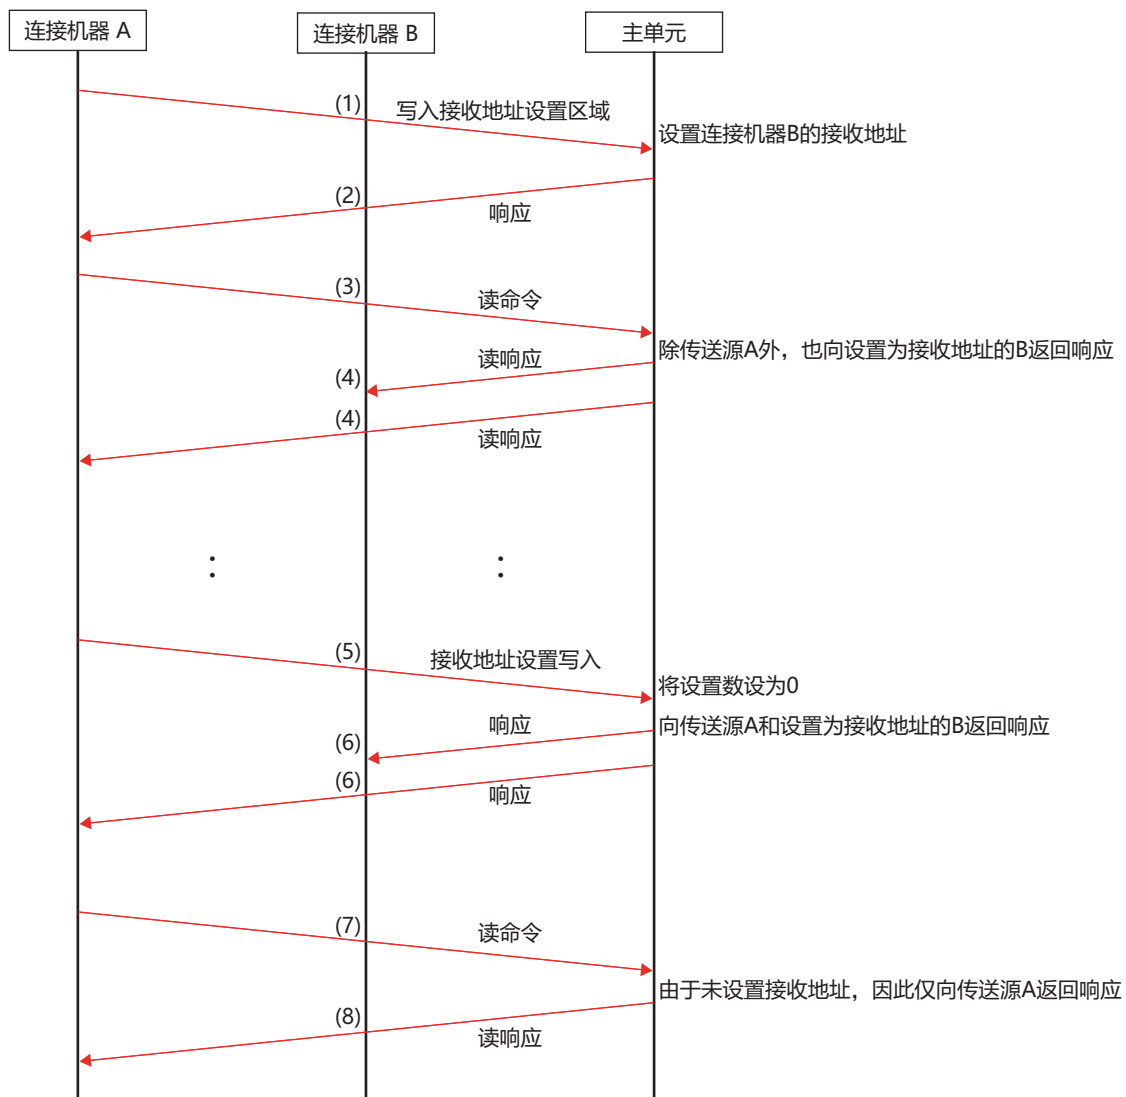 连接机器 A
连接机器 B
主单元
(1)
写入接收地址设置区域
设置连接机器B的接收地址
(2)
响应
(3)
读命令
除传送源A外，也向设置为接收地址的B返回响应
读响应
(4)
(4)
读响应
:
:
(5)
接收地址设置写入
将设置数设为0
响应
向传送源A和设置为接收地址的B返回响应
(6)
(6)
响应
(7)
读命令
由于未设置接收地址，因此仅向传送源A返回响应
(8)
读响应